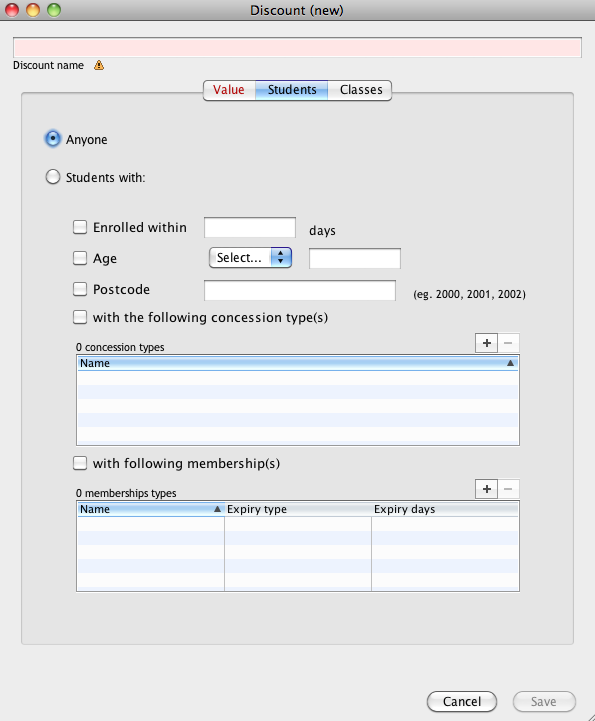 Discount (new)
Discount name
Value Students Classes
Anyone
Students with:
Enrolled within days
Age Select...
Postcode (eg. 2000, 2001, 2002)
with the following concession type(s)
0 concession types + −
Name
with following membership(s)
0 memberships types + −
Name Expiry type Expiry days
Cancel Save